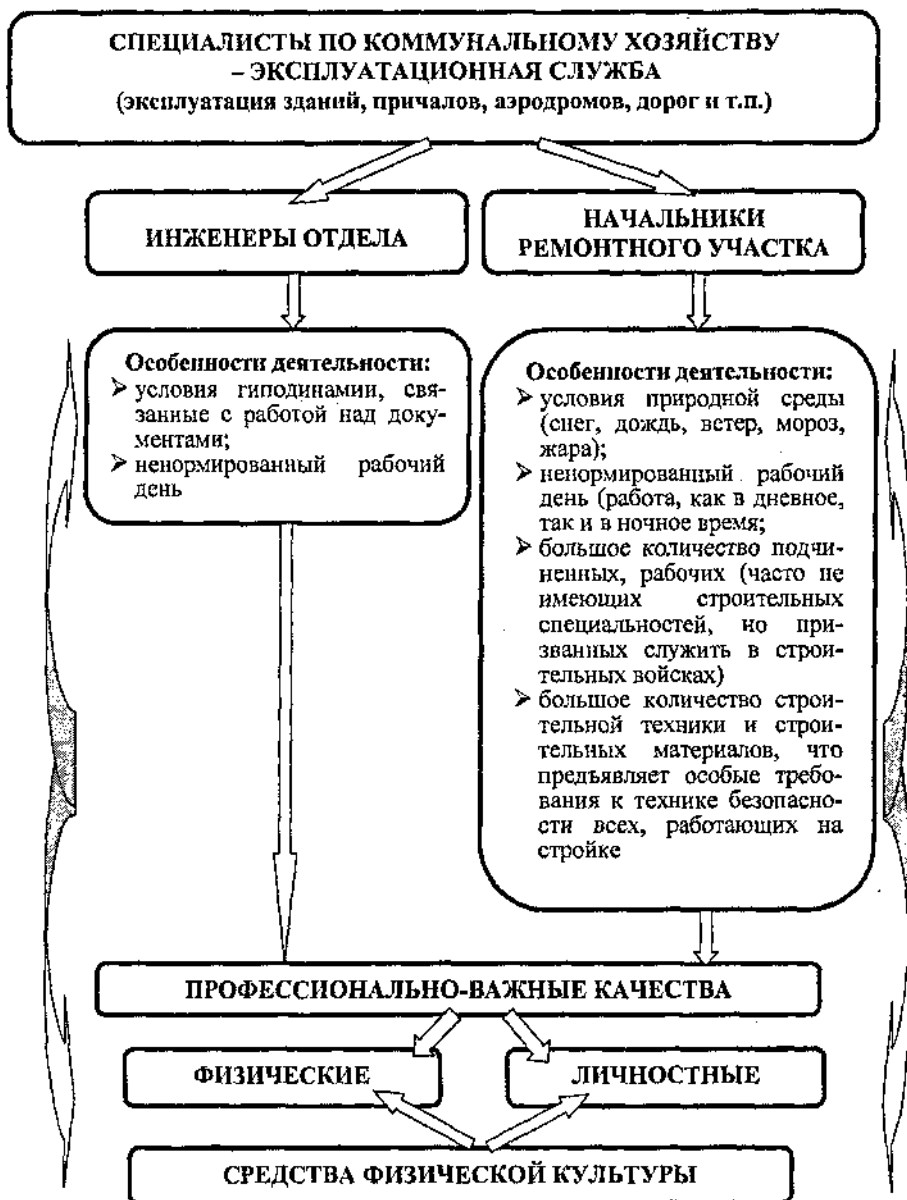 СПЕЦИАЛИСТЫ ПО КОММУНАЛЬНОМУ ХОЗЯЙСТВУ
– ЭКСПЛУАТАЦИОННАЯ СЛУЖБА
(эксплуатация зданий, причалов, аэродромов, дорог и т.п.)
ИНЖЕНЕРЫ ОТДЕЛА
НАЧАЛЬНИКИ
РЕМОНТНОГО УЧАСТКА
Особенности деятельности:
➢ условия гиподинамии, свя-
занные с работой над доку-
ментами;
➢ ненормированный рабочий
день
Особенности деятельности:
➢ условия природной среды
(снег, дождь, ветер, мороз,
жара);
➢ ненормированный рабочий
день (работа, как в дневное,
так и в ночное время;
➢ большое количество подчи-
ненных, рабочих (часто не
имеющих строительных
специальностей, но при-
званных служить в строи-
тельных войсках)
➢ большое количество строи-
тельной техники и строи-
тельных материалов, что
предъявляет особые требо-
вания к технике безопасно-
сти всех, работающих на
стройке
ПРОФЕССИОНАЛЬНО-ВАЖНЫЕ КАЧЕСТВА
ФИЗИЧЕСКИЕ
ЛИЧНОСТНЫЕ
СРЕДСТВА ФИЗИЧЕСКОЙ КУЛЬТУРЫ